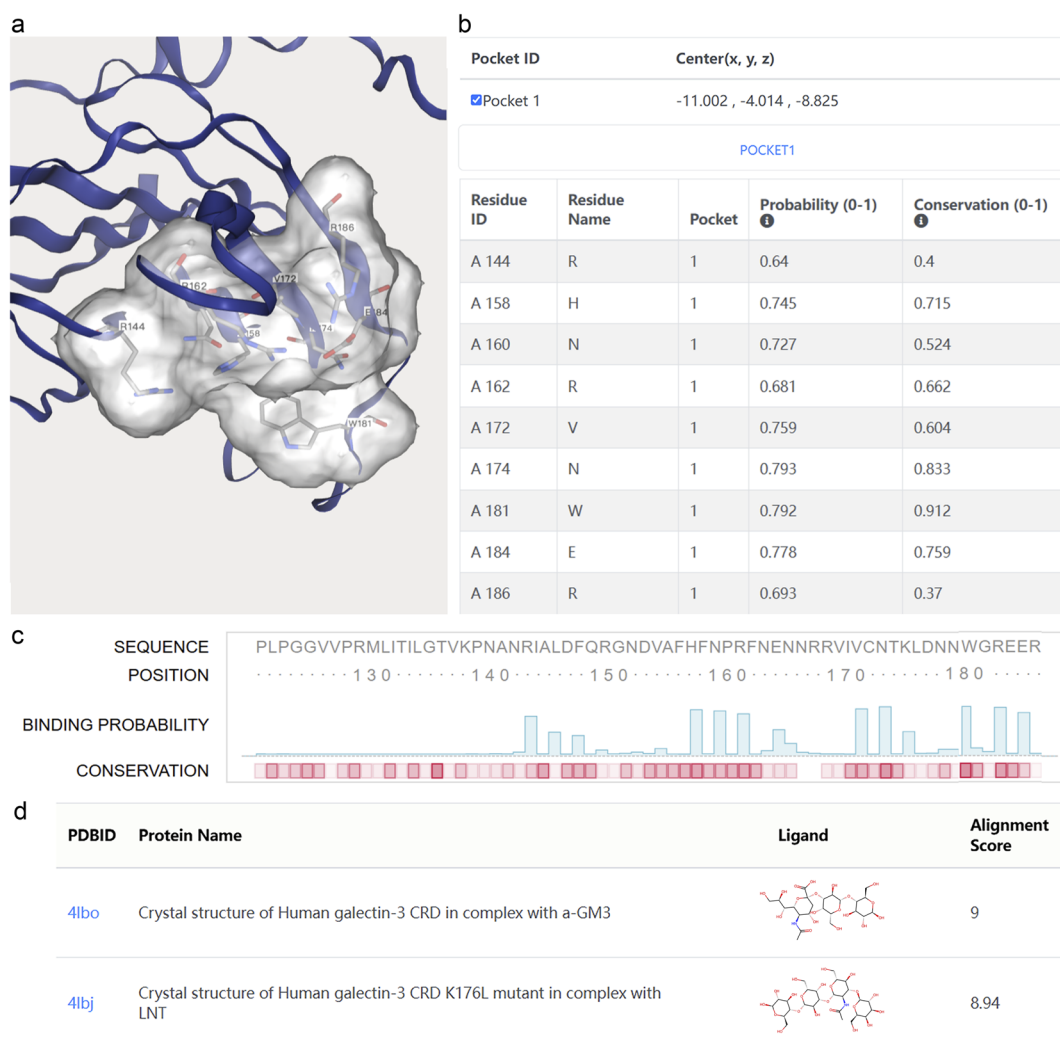 a
R186
V172
R162
E184
R144
W181
b
Pocket ID Center(x, y, z)
Pocket 1 -11.002 , -4.014 , -8.825
POCKET1
Residue ID Residue Name Pocket Probability (0-1) Conservation (0-1)
A 144 R 1 0.64 0.4
A 158 H 1 0.745 0.715
A 160 N 1 0.727 0.524
A 162 R 1 0.681 0.662
A 172 V 1 0.759 0.604
A 174 N 1 0.793 0.833
A 181 W 1 0.792 0.912
A 184 E 1 0.778 0.759
A 186 R 1 0.693 0.37
c
SEQUENCE PLPGGVVPRMLITILGTVKPNANRIALDFQRGNDVAFHFNPRFNENNRRVIVCNTKLDNNWGREER
POSITION 130 140 150 160 170 180
BINDING PROBABILITY
CONSERVATION
d
PDBID Protein Name Ligand Alignment Score
4lbo Crystal structure of Human galectin-3 CRD in complex with a-GM3 9
4lbj Crystal structure of Human galectin-3 CRD K176L mutant in complex with LNT 8.94